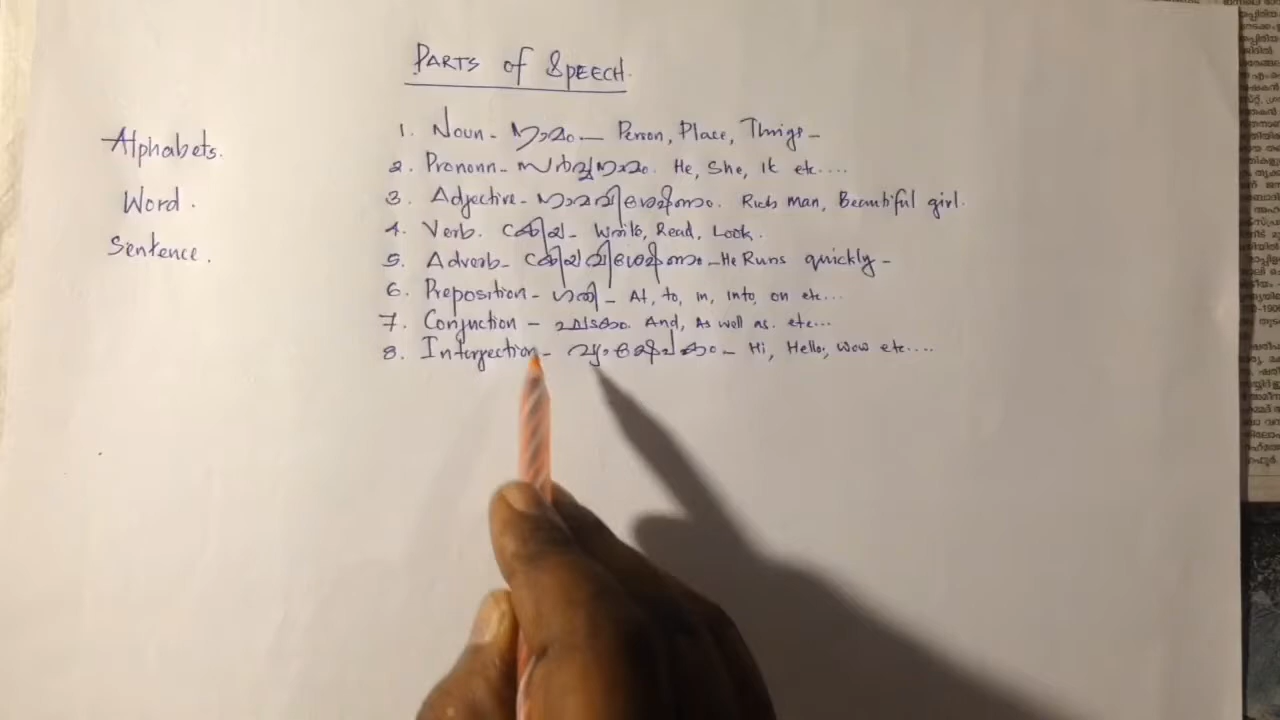 PARTS of SPEECH.
Alphabets.
Word.
Sentence.
1. Noun - നാമം — Person, Place, Things -
2. Pronoun - സർവ്വനാമം. He, She, It etc....
3. Adjective - നാമവിശേഷണം. Rich man, Beautiful girl.
4. Verb. ക്രിയ - Write, Read, Look.
5. Adverb - ക്രിയാവിശേഷണം - He Runs quickly -
6. Preposition - ഗതി - At, to, in, into, on etc...
7. Conjuction - ഘടകം. And, As well as. etc...
8. Interjection - വ്യാക്ഷേപകം - Hi, Hello, Wow etc....